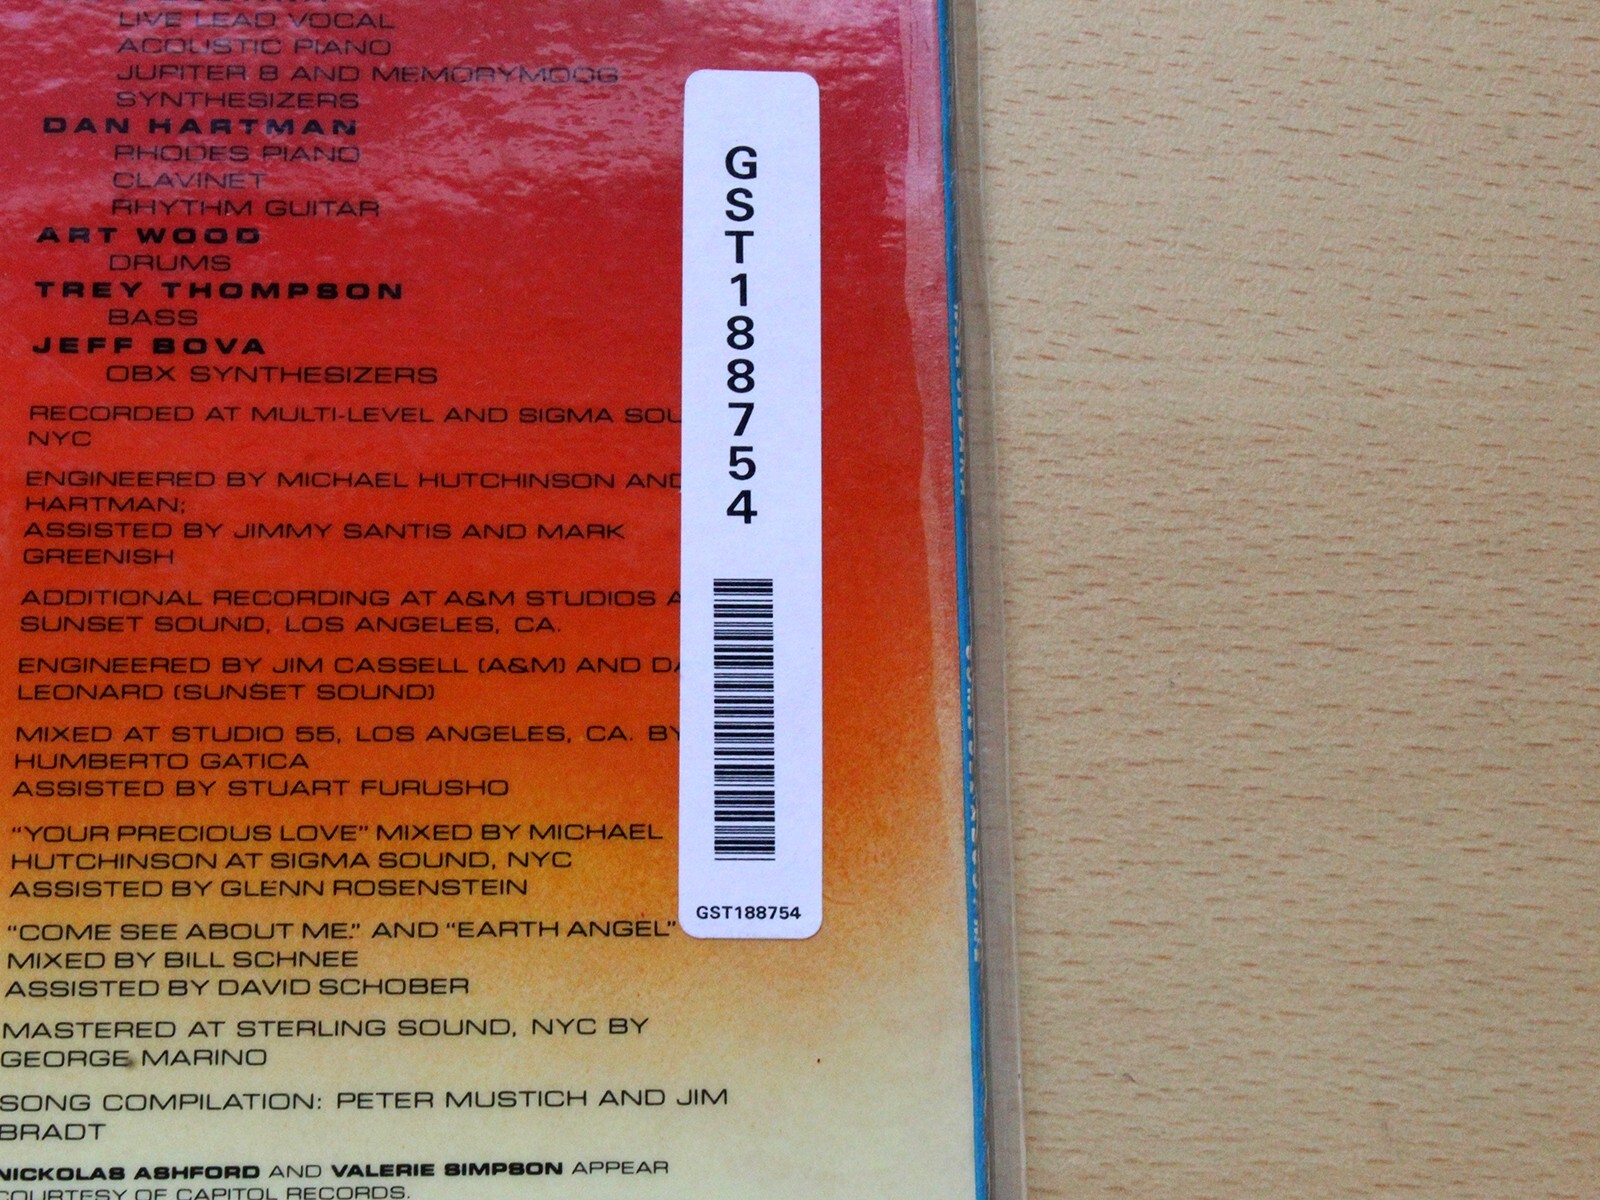 LIVE LEAD VOCAL
ACOUSTIC PIANO
JUPITER 8 AND MEMORYMOOG
SYNTHESIZERS
DAN HARTMAN
RHODES PIANO
CLAVINET
RHYTHM GUITAR
ART WOOD
DRUMS
TREY THOMPSON
BASS
JEFF BOVA
OBX SYNTHESIZERS
RECORDED AT MULTI-LEVEL AND SIGMA SOU
NYC
ENGINEERED BY MICHAEL HUTCHINSON AND
HARTMAN;
ASSISTED BY JIMMY SANTIS AND MARK
GREENISH
ADDITIONAL RECORDING AT A&M STUDIOS A
SUNSET SOUND, LOS ANGELES, CA.
ENGINEERED BY JIM CASSELL (A&M) AND DA
LEONARD (SUNSET SOUND)
MIXED AT STUDIO 55, LOS ANGELES, CA. BY
HUMBERTO GATICA
ASSISTED BY STUART FURUSHO
"YOUR PRECIOUS LOVE" MIXED BY MICHAEL
HUTCHINSON AT SIGMA SOUND, NYC
ASSISTED BY GLENN ROSENSTEIN
"COME SEE ABOUT ME." AND "EARTH ANGEL"
MIXED BY BILL SCHNEE
ASSISTED BY DAVID SCHOBER
MASTERED AT STERLING SOUND, NYC BY
GEORGE MARINO
SONG COMPILATION: PETER MUSTICH AND JIM
BRADT
NICKOLAS ASHFORD AND VALERIE SIMPSON APPEAR
COURTESY OF CAPITOL RECORDS.
GST188754
GST188754